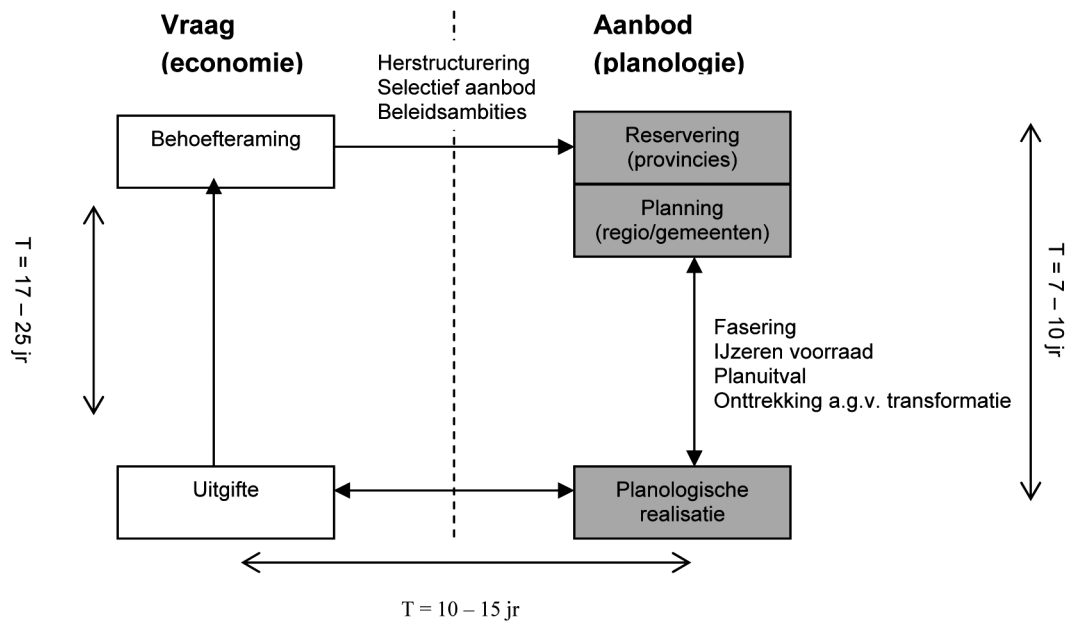 Vraag
(economie)
Aanbod
(planologie)
Herstructurering
Selectief aanbod
Beleidsambities
Behoefteraming
Reservering
(provincies)
Planning
(regio/gemeenten)
T = 17 – 25 jr
T = 7 – 10 jr
Fasering
IJzeren voorraad
Planuitval
Onttrekking a.g.v. transformatie
Uitgifte
Planologische
realisatie
T = 10 – 15 jr